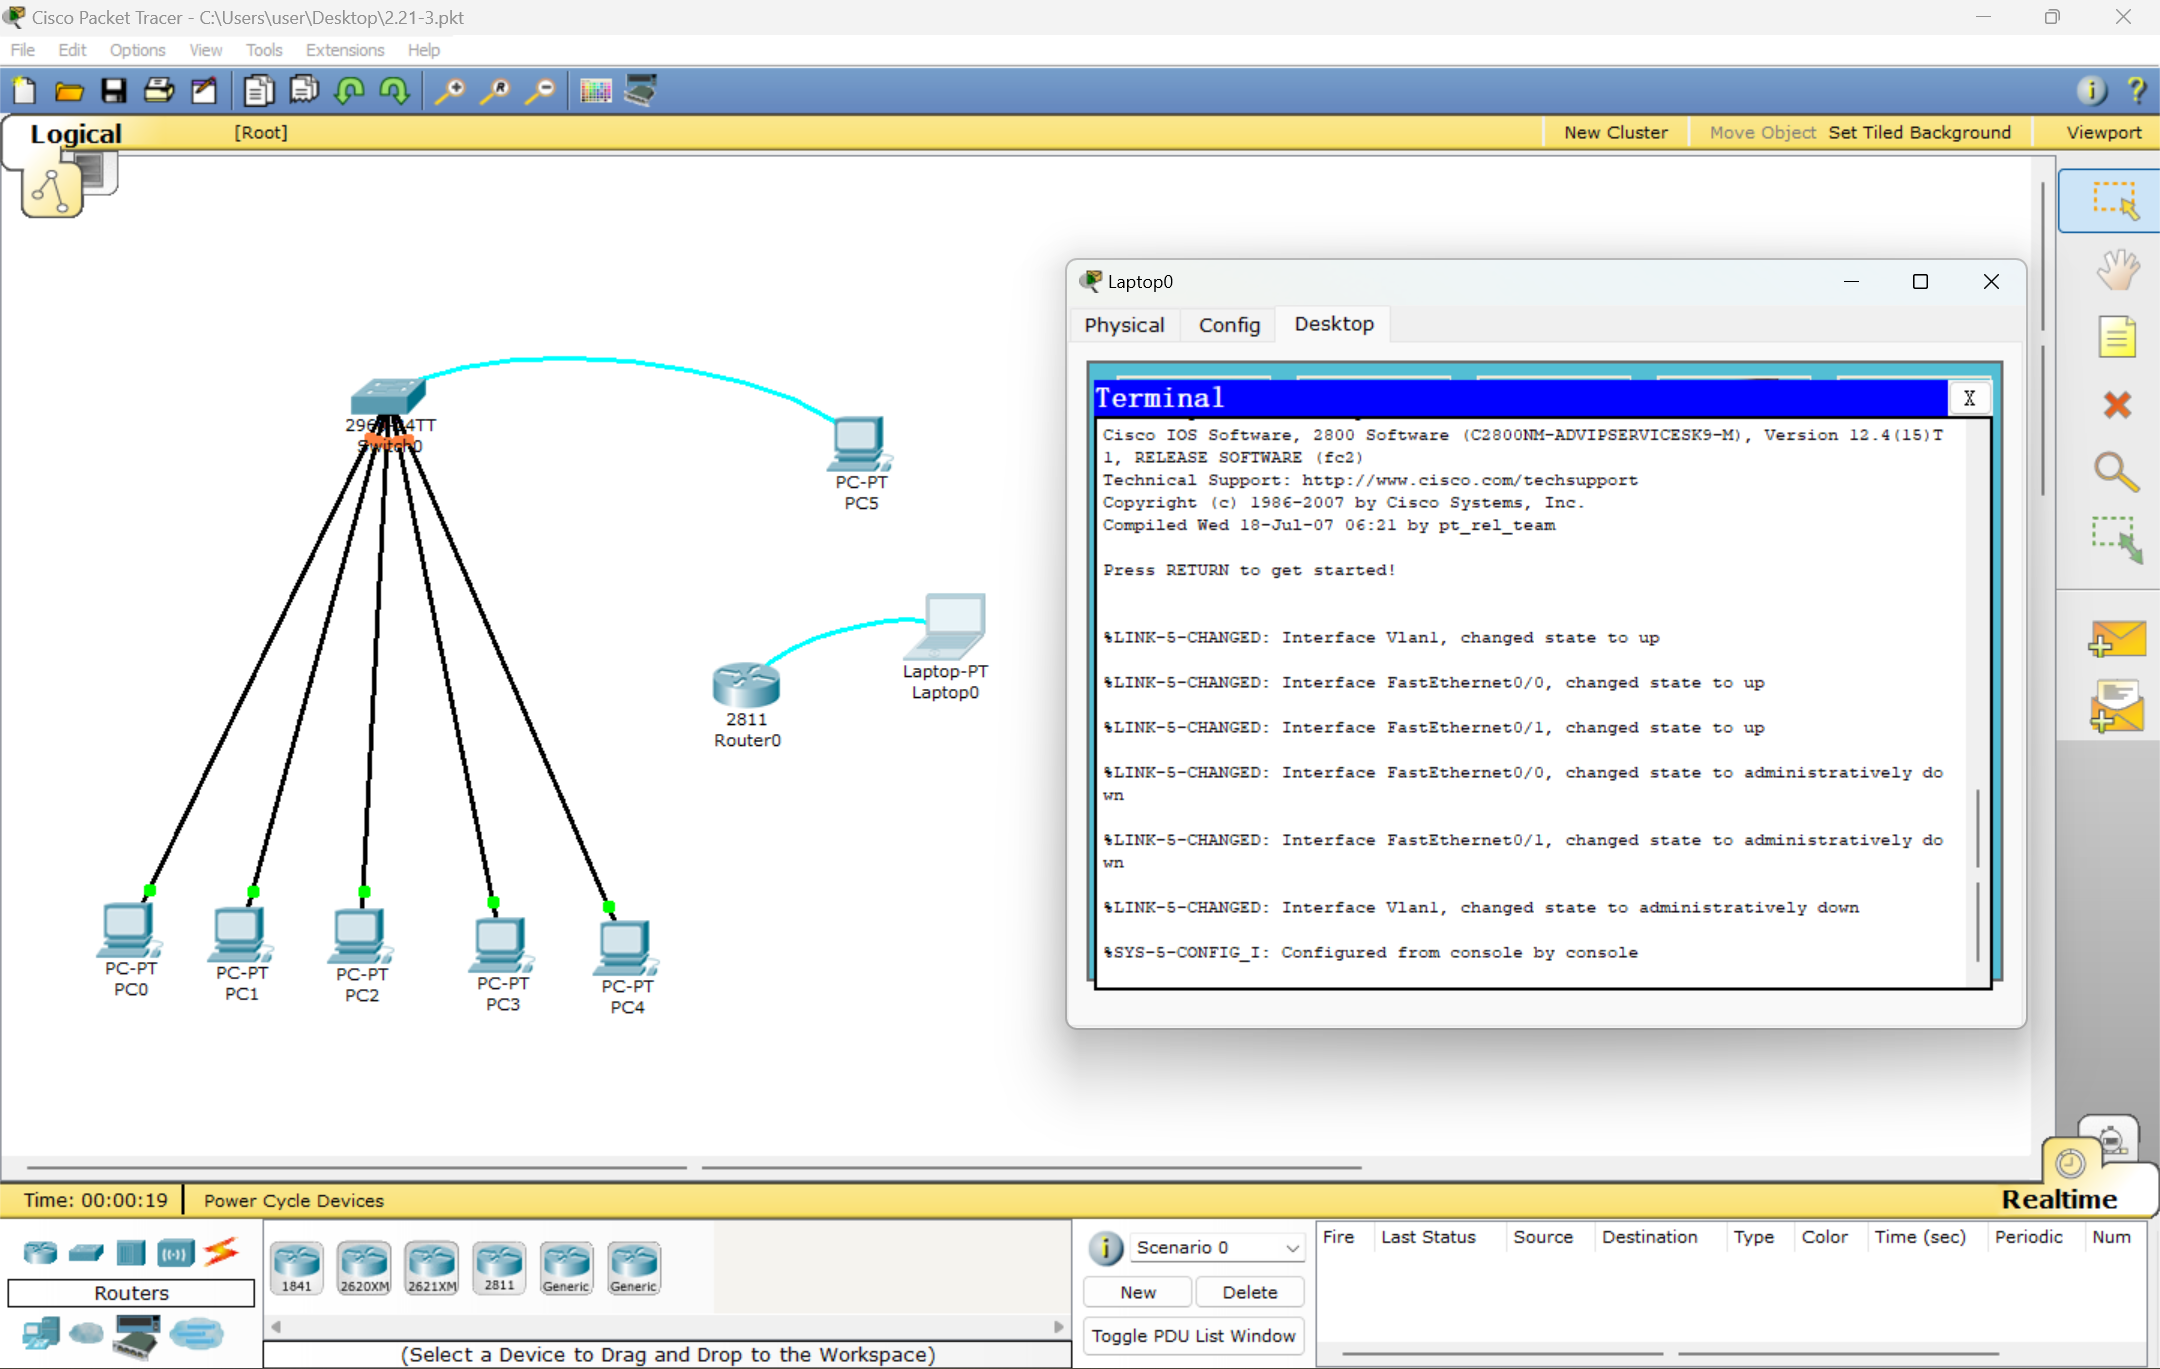 Cisco Packet Tracer - C:\Users\user\Desktop\2.21-3.pkt
File Edit Options View Tools Extensions Help
Logical [Root] New Cluster Move Object Set Tiled Background Viewport
Laptop0
Physical Config Desktop
Terminal X
Cisco IOS Software, 2800 Software (C2800NM-ADVIPSERVICESK9-M), Version 12.4(15)T
1, RELEASE SOFTWARE (fc2)
Technical Support: http://www.cisco.com/techsupport
Copyright (c) 1986-2007 by Cisco Systems, Inc.
Compiled Wed 18-Jul-07 06:21 by pt_rel_team
Press RETURN to get started!
%LINK-5-CHANGED: Interface Vlan1, changed state to up
%LINK-5-CHANGED: Interface FastEthernet0/0, changed state to up
%LINK-5-CHANGED: Interface FastEthernet0/1, changed state to up
%LINK-5-CHANGED: Interface FastEthernet0/0, changed state to administratively do
wn
%LINK-5-CHANGED: Interface FastEthernet0/1, changed state to administratively do
wn
%LINK-5-CHANGED: Interface Vlan1, changed state to administratively down
%SYS-5-CONFIG_I: Configured from console by console
Switch0
PC-PT
PC5
Laptop-PT
Laptop0
2811
Router0
PC-PT
PC0
PC-PT
PC1
PC-PT
PC2
PC-PT
PC3
PC-PT
PC4
Time: 00:00:19 Power Cycle Devices Realtime
Routers
1841 2620XM 2621XM 2811 Generic Generic
(Select a Device to Drag and Drop to the Workspace)
Scenario 0
New Delete
Toggle PDU List Window
Fire Last Status Source Destination Type Color Time (sec) Periodic Num